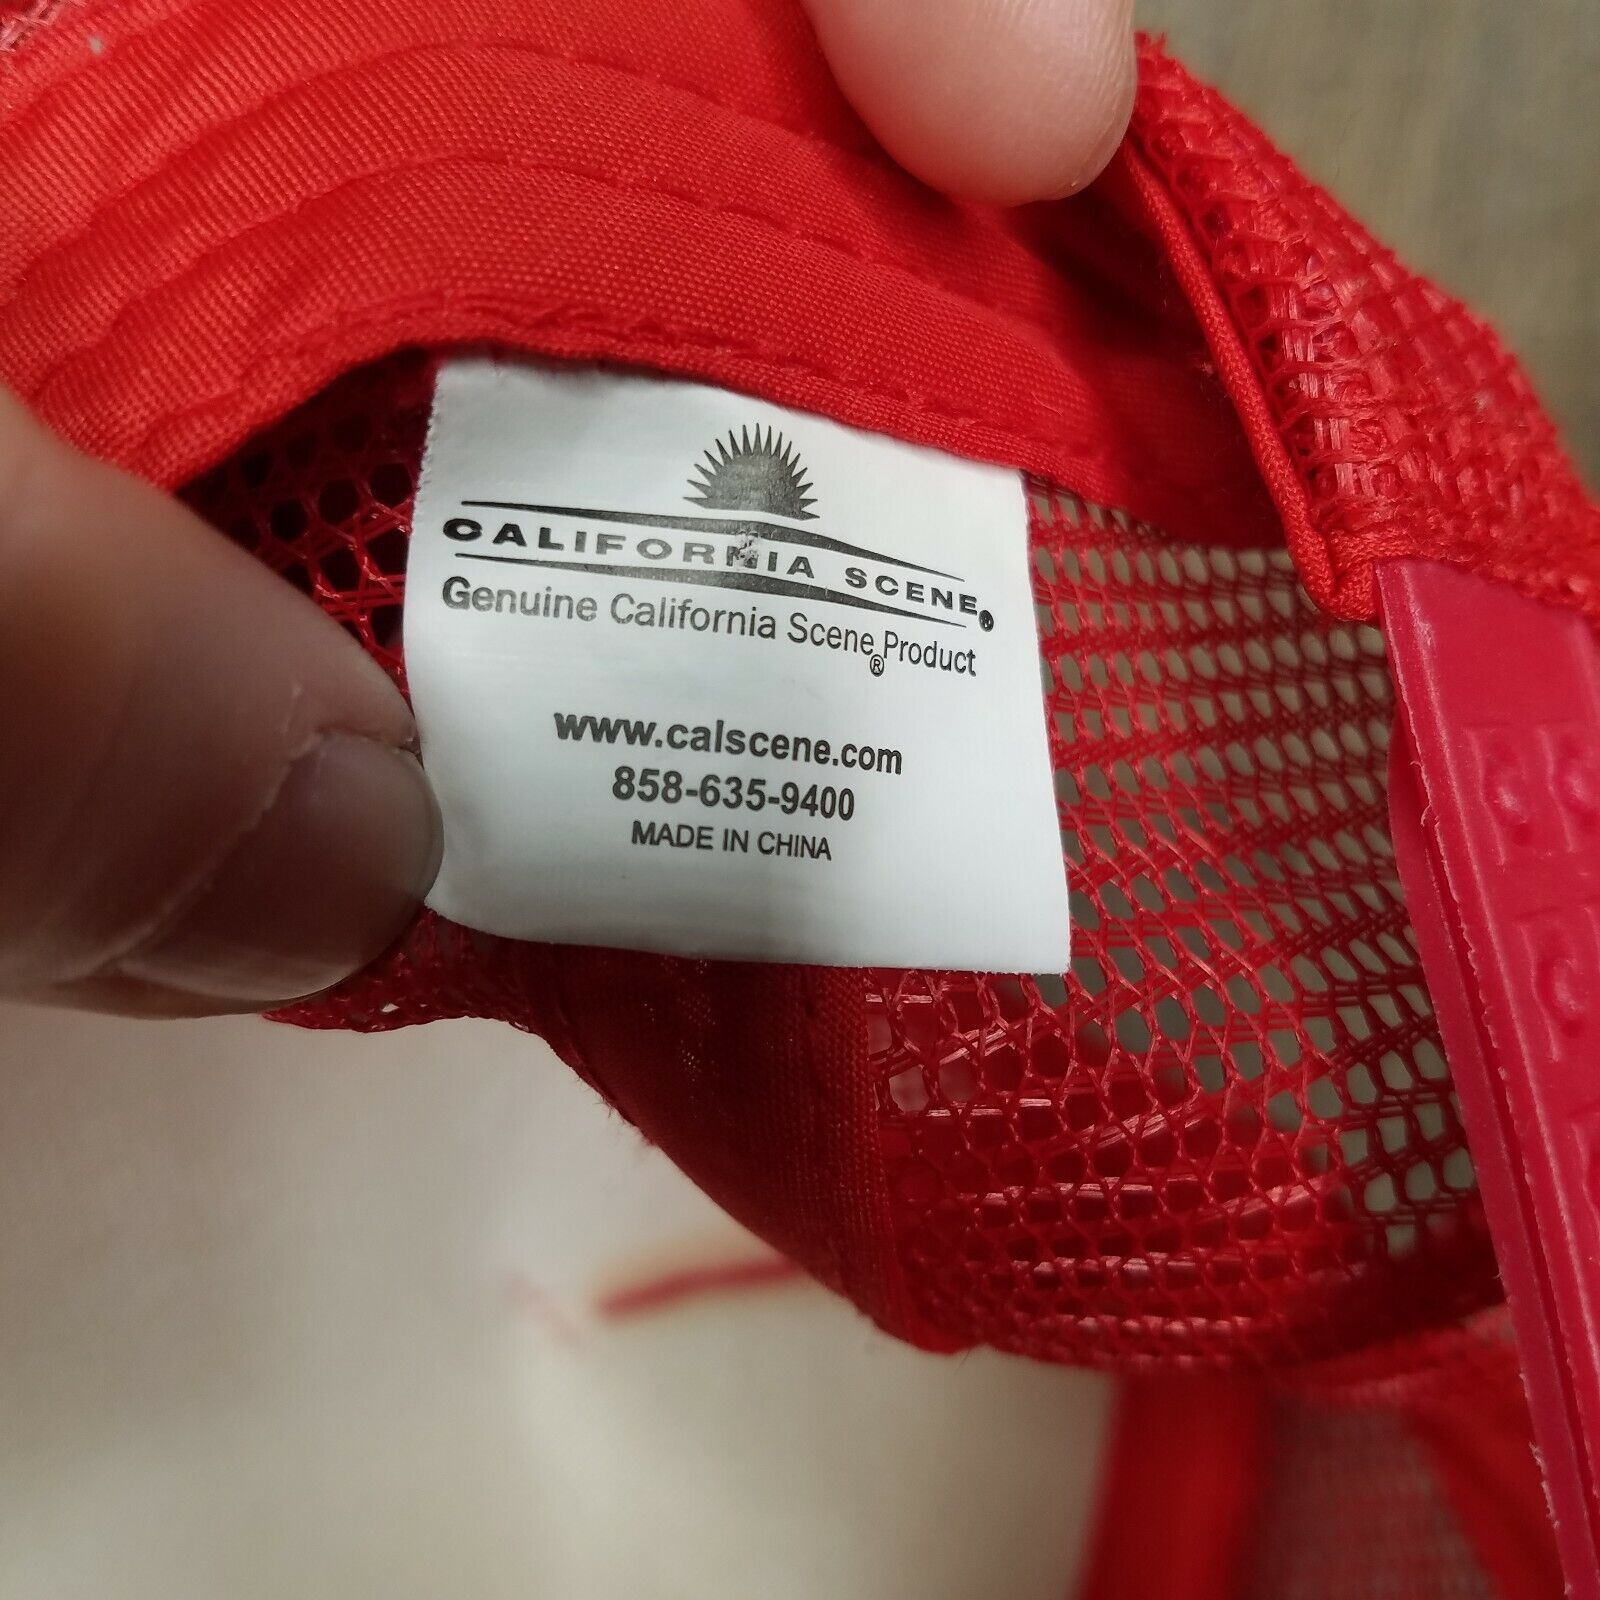 CALIFORNIA SCENE®
Genuine California Scene® Product
www.calscene.com
858-635-9400
MADE IN CHINA